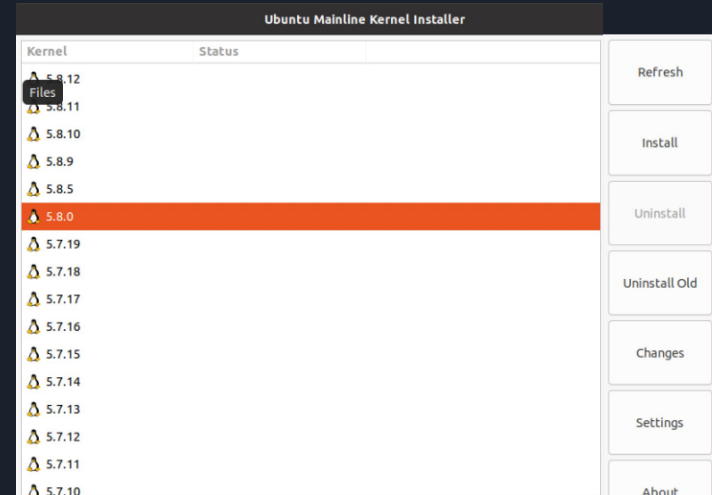 Ubuntu Mainline Kernel Installer
Kernel Status
5.8.12
Files
5.8.11
5.8.10
5.8.9
5.8.5
5.8.0
5.7.19
5.7.18
5.7.17
5.7.16
5.7.15
5.7.14
5.7.13
5.7.12
5.7.11
5.7.10
Refresh
Install
Uninstall
Uninstall Old
Changes
Settings
About